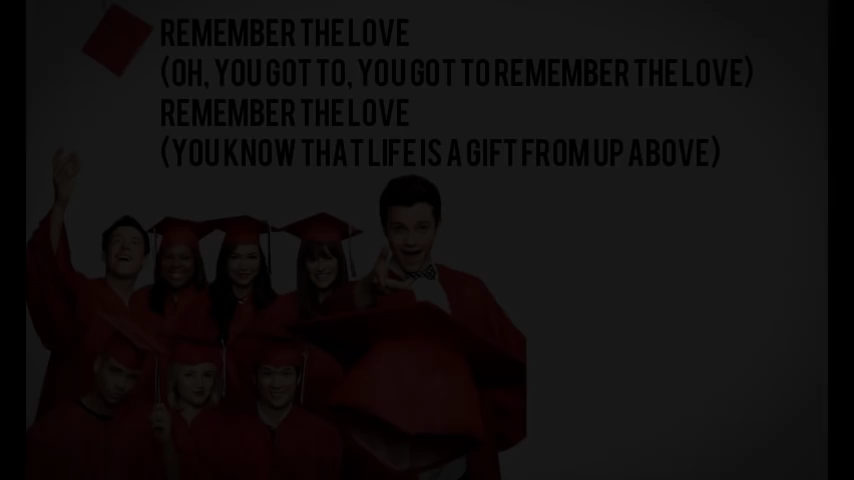 REMEMBER THE LOVE
(OH, YOU GOT TO, YOU GOT TO REMEMBER THE LOVE)
REMEMBER THE LOVE
(YOU KNOW THAT LIFE IS A GIFT FROM UP ABOVE)